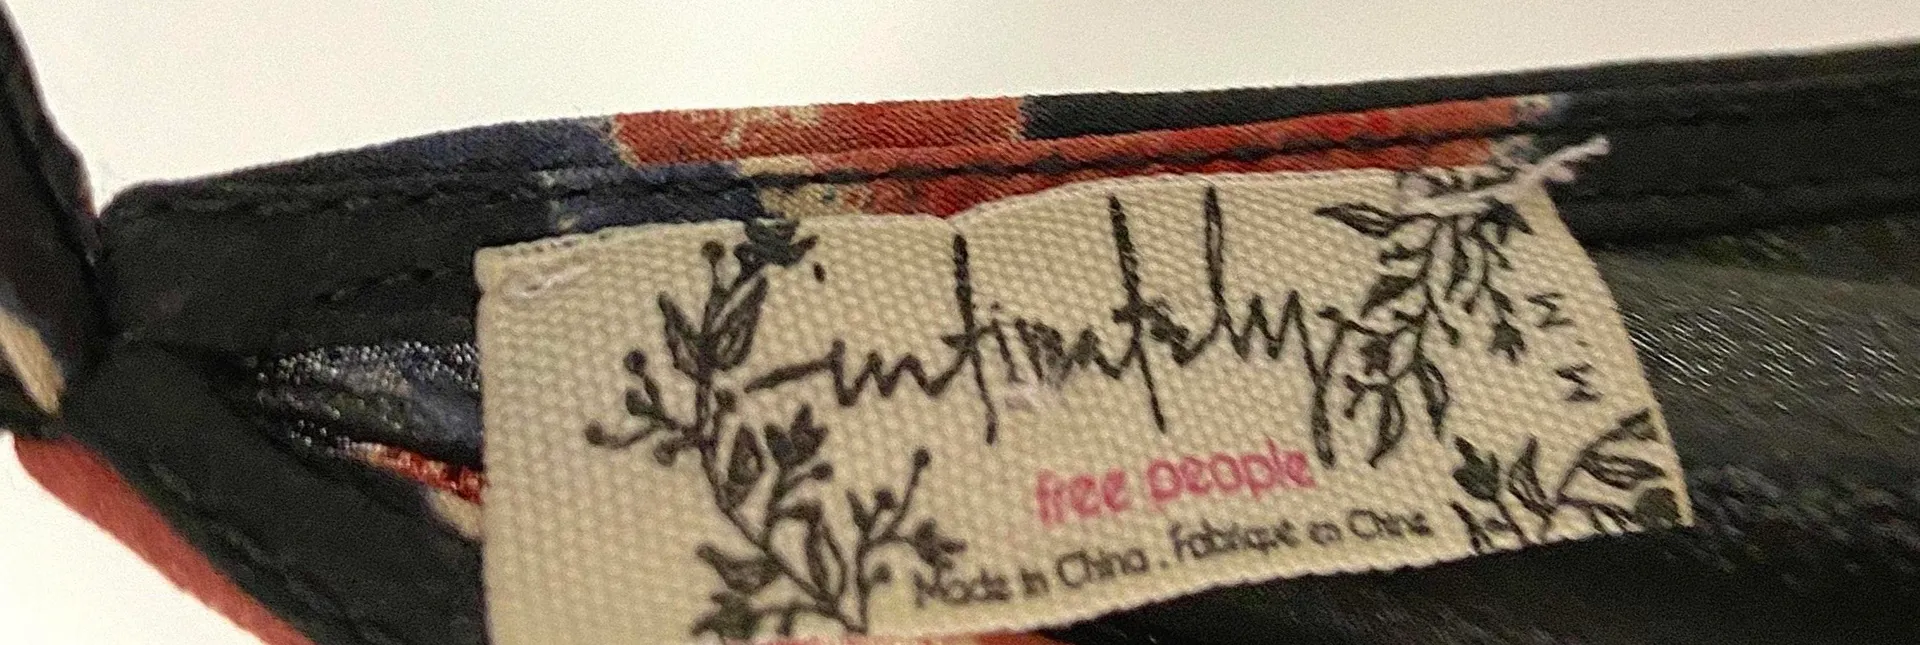 intimately
free people
Made in China . Fabriqué en Chine
M . M